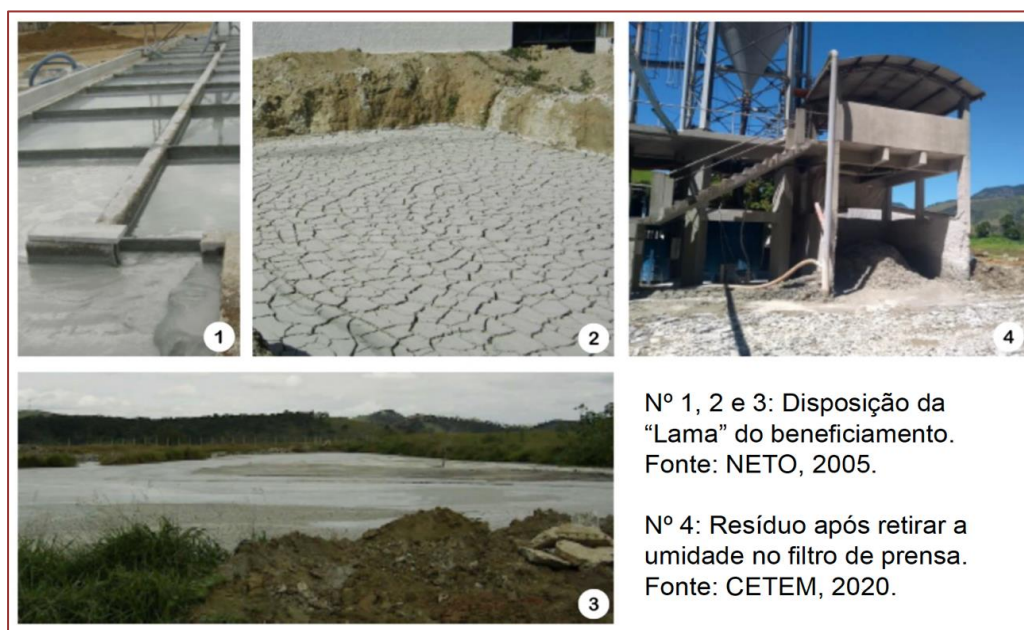 1
2
4
3
Nº 1, 2 e 3: Disposição da
“Lama” do beneficiamento.
Fonte: NETO, 2005.
Nº 4: Resíduo após retirar a
umidade no filtro de prensa.
Fonte: CETEM, 2020.